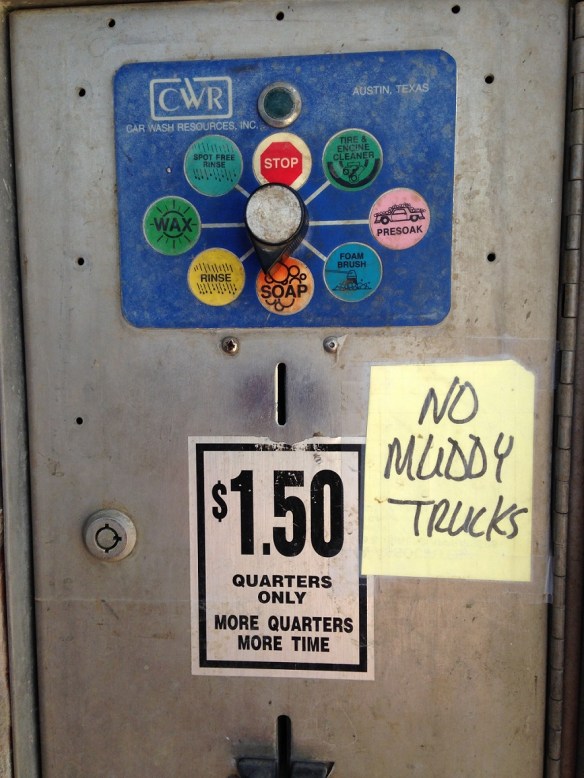 CWR
AUSTIN, TEXAS
CAR WASH RESOURCES, INC.
STOP
SPOT FREE
RINSE
TIRE &
ENGINE
CLEANER
WAX
PRESOAK
RINSE
FOAM
BRUSH
SOAP
NO
MUDDY
TRUCKS
$1.50
QUARTERS
ONLY
MORE QUARTERS
MORE TIME